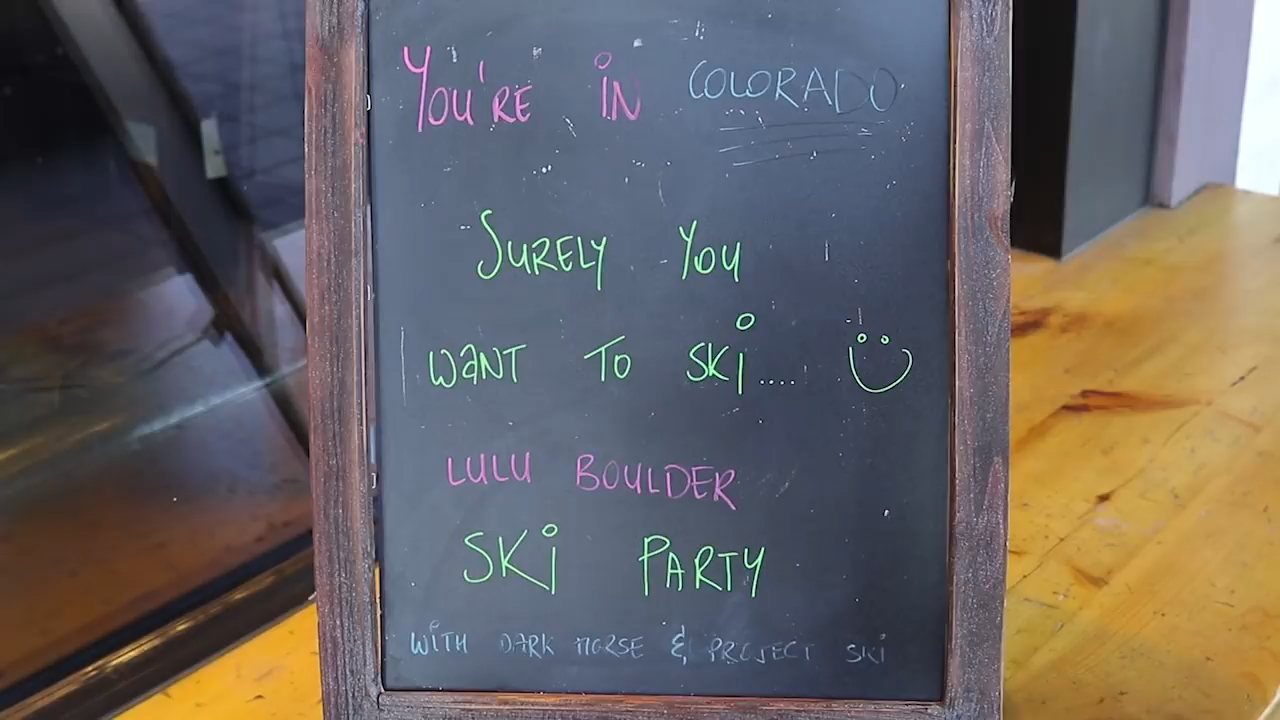 You'RE iN COLORADO
SURELY YOU
WANT TO SKi....
LULU BOULDER
SKi PARTY
WiTH DARK HORSE & PROJECT SKi